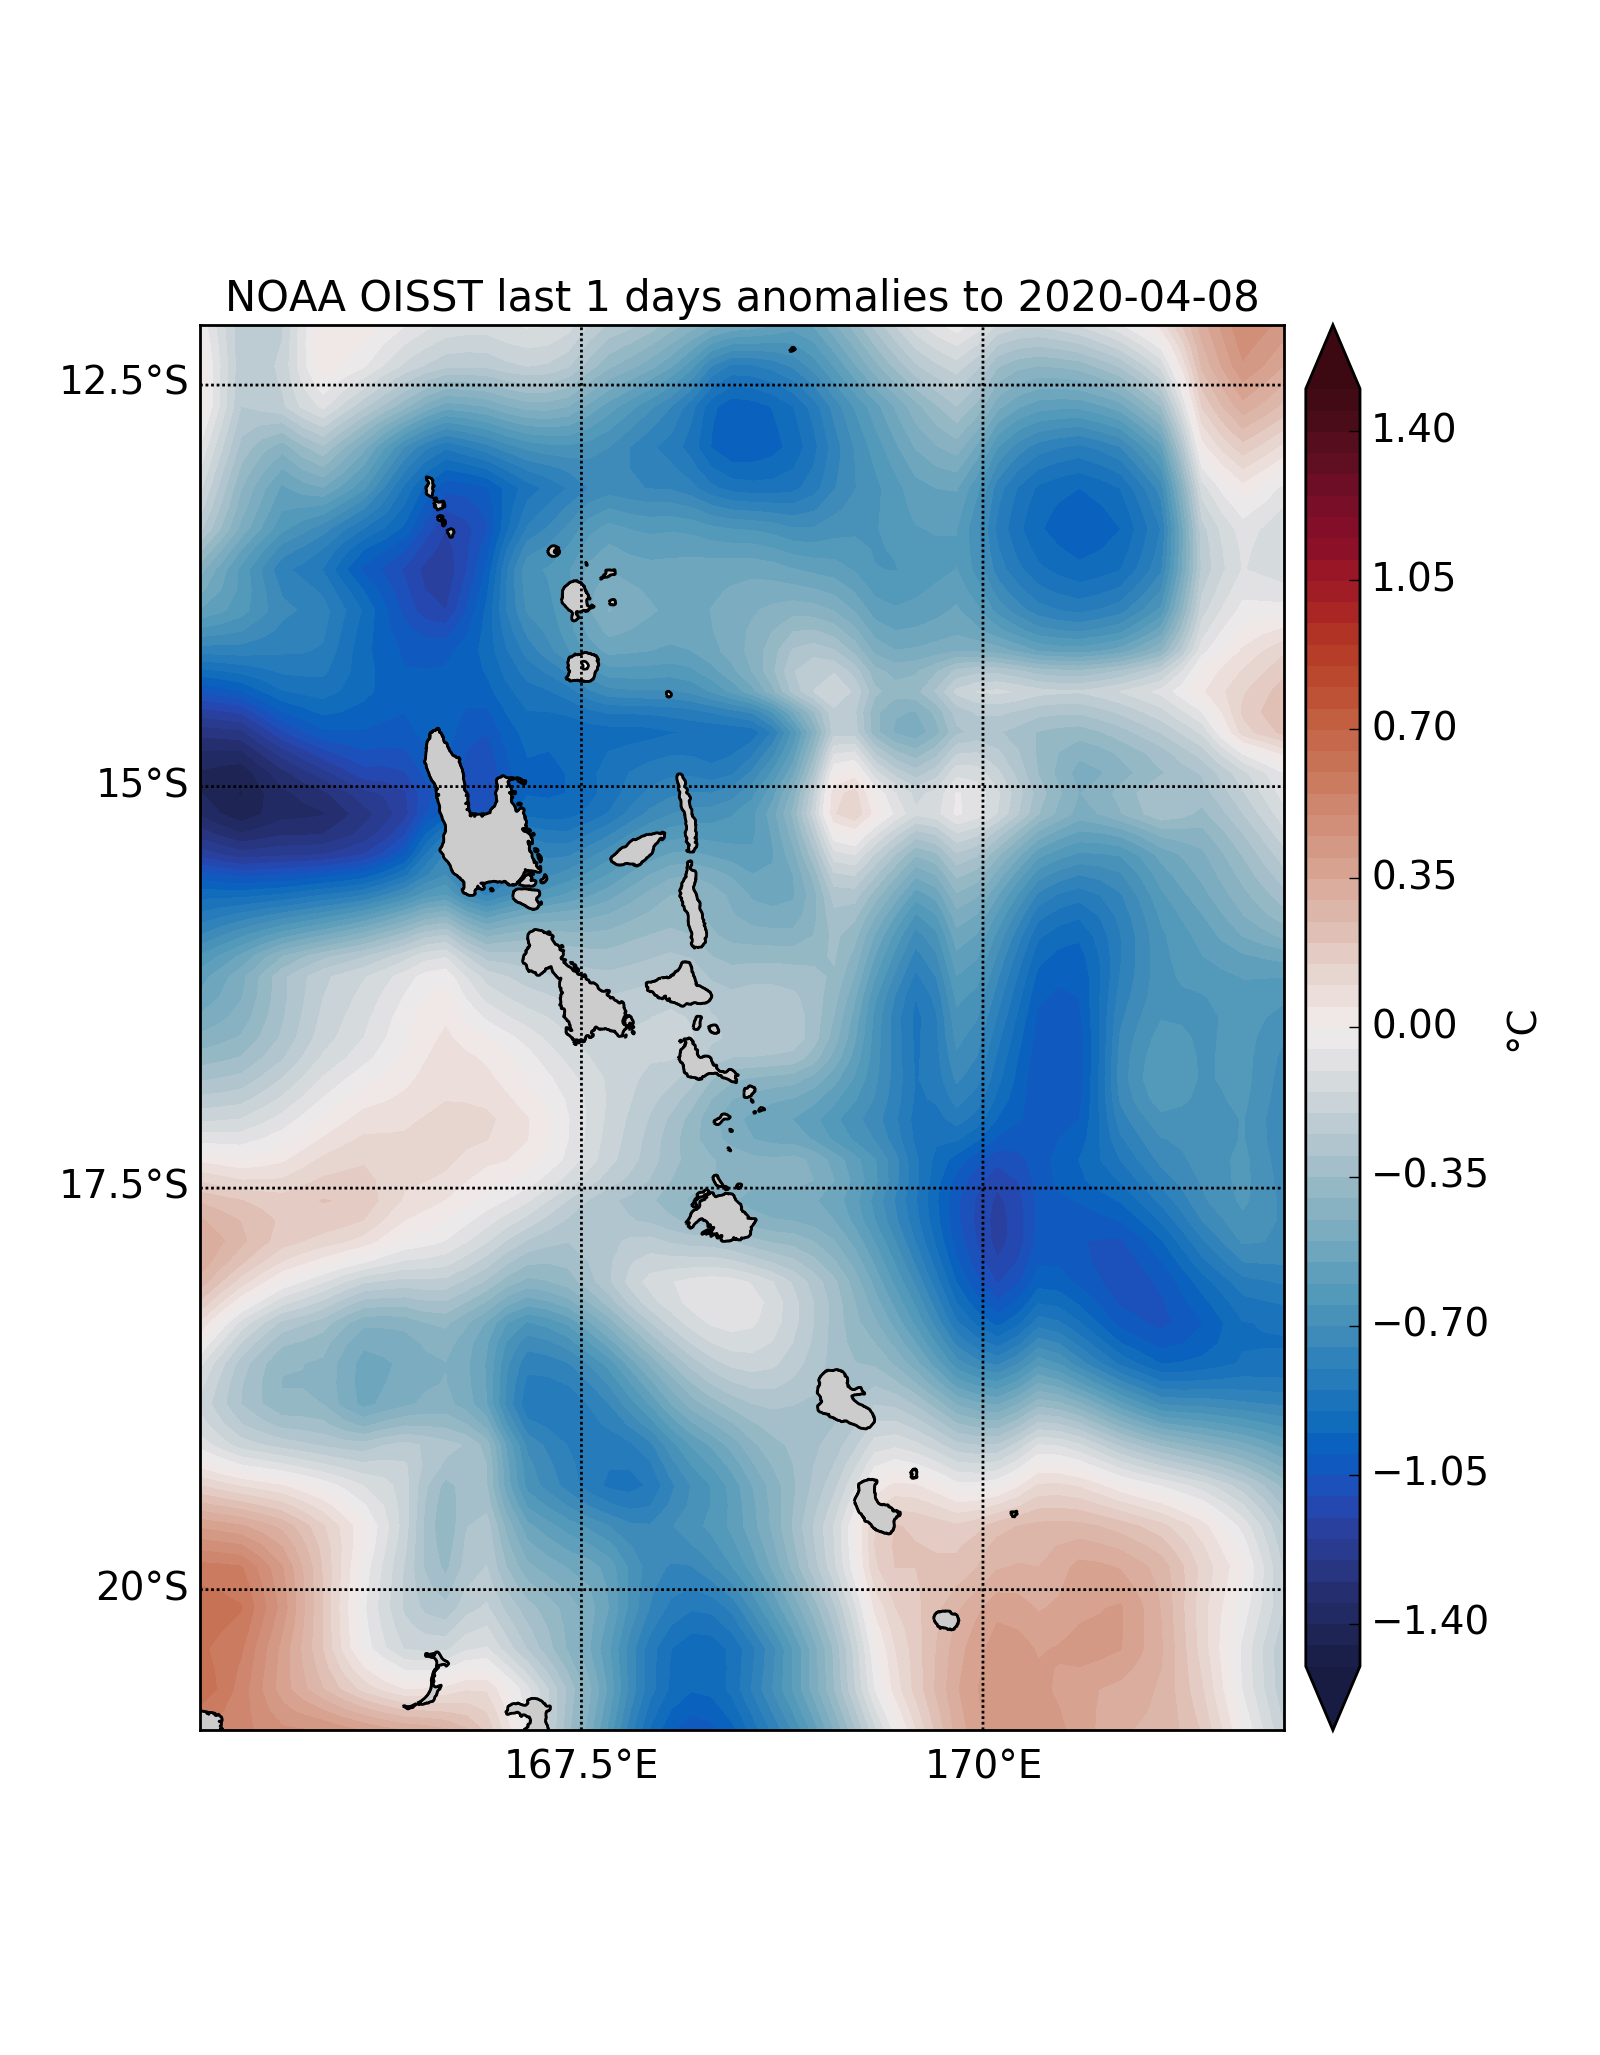 NOAA OISST last 1 days anomalies to 2020-04-08
12.5°S
15°S
17.5°S
20°S
167.5°E
170°E
1.40
1.05
0.70
0.35
0.00
−0.35
−0.70
−1.05
−1.40
°C